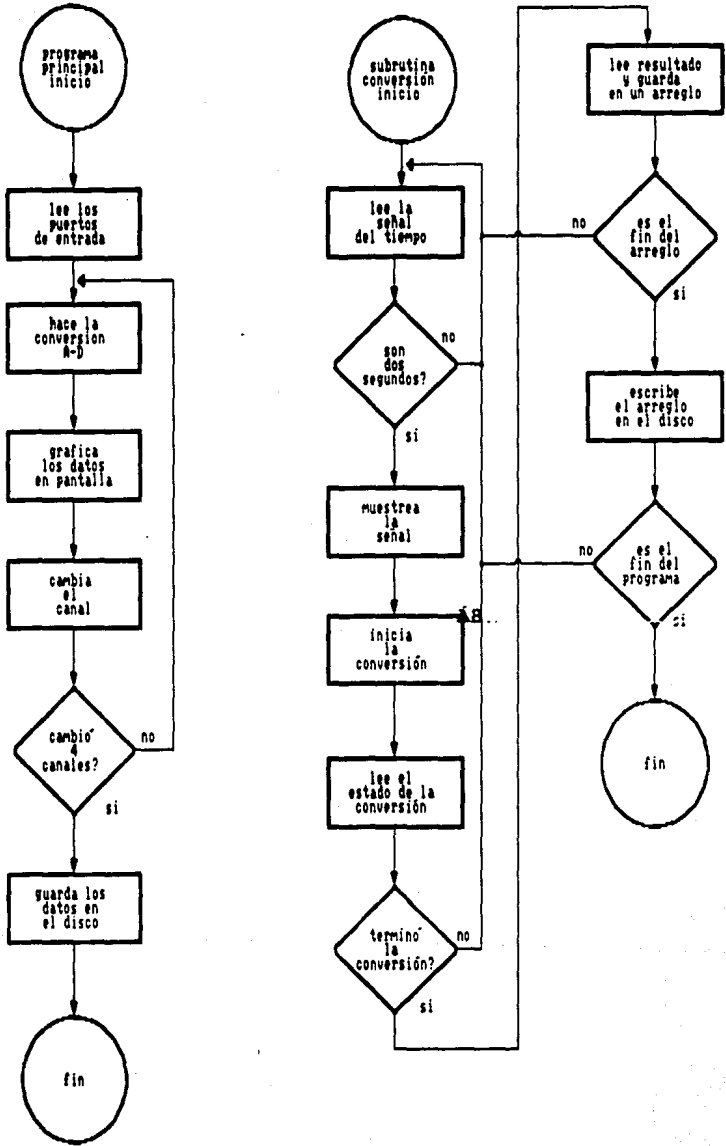 programa
principal
inicio
lee los
puertos
de entrada
hace la
conversion
A-D
grafica
los datos
en pantalla
cambia
el
canal
cambió
4
canales?
no
si
guarda los
datos en
el disco
fin
subrutina
conversión
inicio
lee la
señal
del tiempo
son
dos
segundos?
no
si
muestrea
la
señal
inicia
la
conversión
lee el
estado de la
conversión
terminó
la
conversión?
no
si
lee resultado
y guarda
en un arreglo
es el
fin del
arreglo
no
si
escribe
el arreglo
en el disco
es el
fin del
programa
no
si
fin